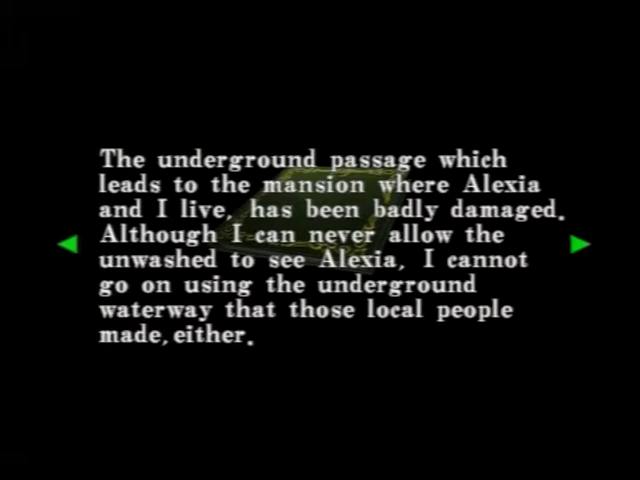 The underground passage which
leads to the mansion where Alexia
and I live, has been badly damaged.
Although I can never allow the
unwashed to see Alexia, I cannot
go on using the underground
waterway that those local people
made, either.